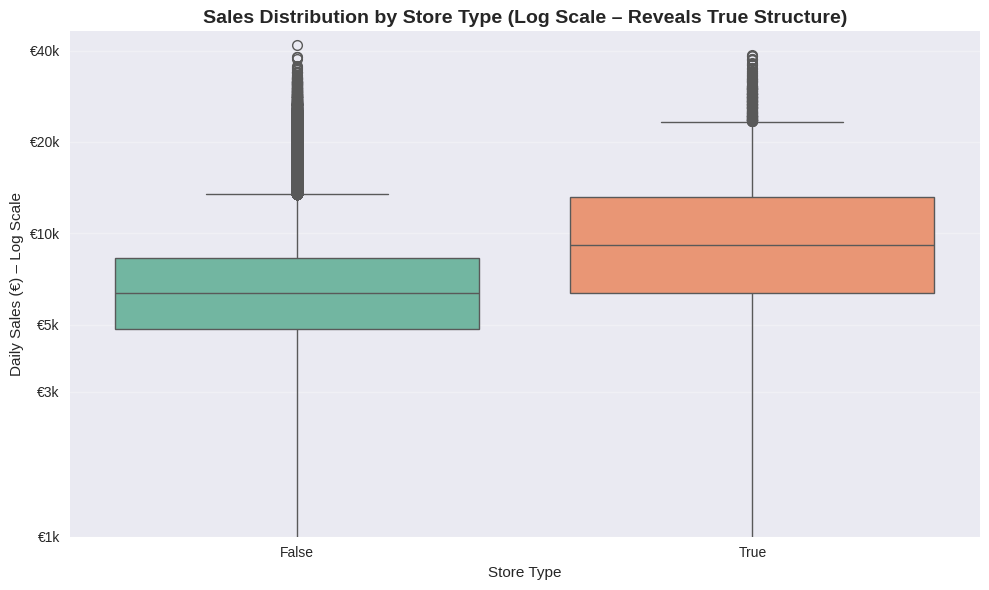 Sales Distribution by Store Type (Log Scale – Reveals True Structure)
Daily Sales (€) – Log Scale
€40k
€20k
€10k
€5k
€3k
€1k
False
True
Store Type